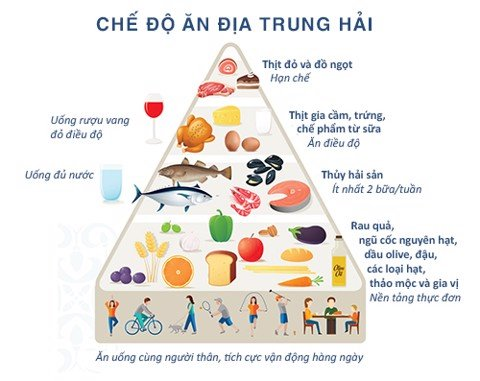 CHẾ ĐỘ ĂN ĐỊA TRUNG HẢI
Thịt đỏ và đồ ngọt
Hạn chế
Uống rượu vang
đỏ điều độ
Thịt gia cầm, trứng,
chế phẩm từ sữa
Ăn điều độ
Uống đủ nước
Thủy hải sản
Ít nhất 2 bữa/tuần
Rau quả,
ngũ cốc nguyên hạt,
dầu olive, đậu,
các loại hạt,
thảo mộc và gia vị
Nền tảng thực đơn
Olive
Oil
Ăn uống cùng người thân, tích cực vận động hàng ngày